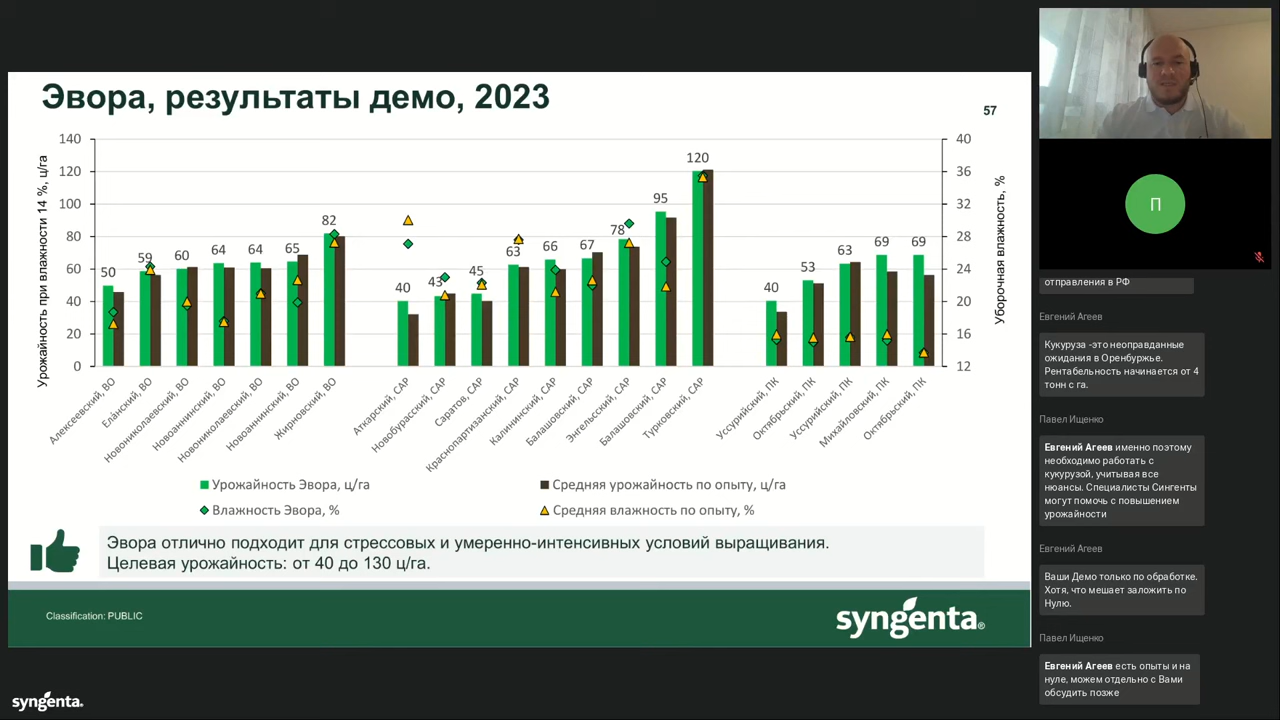 Эвора, результаты демо, 2023
57
Урожайность при влажности 14 %, ц/га
140
120
100
80
60
40
20
0
50
59
60
64
64
65
82
40
43
45
63
66
67
78
95
120
40
53
63
69
69
40
36
32
28
24
20
16
12
Уборочная влажность, %
Алексеевский, ВО
Еланский, ВО
Новониколаевский, ВО
Новоаннинский, ВО
Новониколаевский, ВО
Новоанинский, ВО
Жирновский, ВО
Аткарский, САР
Новобурасский, САР
Саратов, САР
Краснопартизанский, САР
Калининский, САР
Балашовский, САР
Энгельсский, САР
Балашовский, САР
Турковский, САР
Уссурийский, ПК
Октябрьский, ПК
Уссурийский, ПК
Михайловский, ПК
Октябрьский, ПК
Урожайность Эвора, ц/га
Средняя урожайность по опыту, ц/га
Влажность Эвора, %
Средняя влажность по опыту, %
Эвора отлично подходит для стрессовых и умеренно-интенсивных условий выращивания.
Целевая урожайность: от 40 до 130 ц/га.
Classification: PUBLIC
syngenta®
syngenta.
П
отправления в РФ
Евгений Агеев
Кукуруза -это неоправданные
ожидания в Оренбуржье.
Рентабельность начинается от 4
тонн с га.
Павел Ищенко
Евгений Агеев именно поэтому
необходимо работать с
кукурузой, учитывая все
нюансы. Специалисты Сингенты
могут помочь с повышением
урожайности
Евгений Агеев
Ваши Демо только по обработке.
Хотя, что мешает заложить по
Нулю.
Павел Ищенко
Евгений Агеев есть опыты и на
нуле, можем отдельно с Вами
обсудить позже